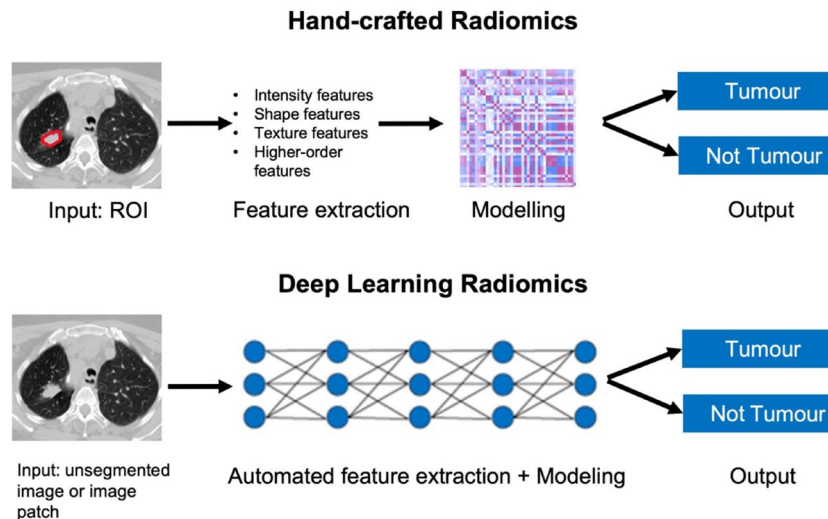 Hand-crafted Radiomics
• Intensity features
• Shape features
• Texture features
• Higher-order
features
Tumour
Not Tumour
Input: ROI
Feature extraction
Modelling
Output
Deep Learning Radiomics
Tumour
Not Tumour
Input: unsegmented
image or image
patch
Automated feature extraction + Modeling
Output